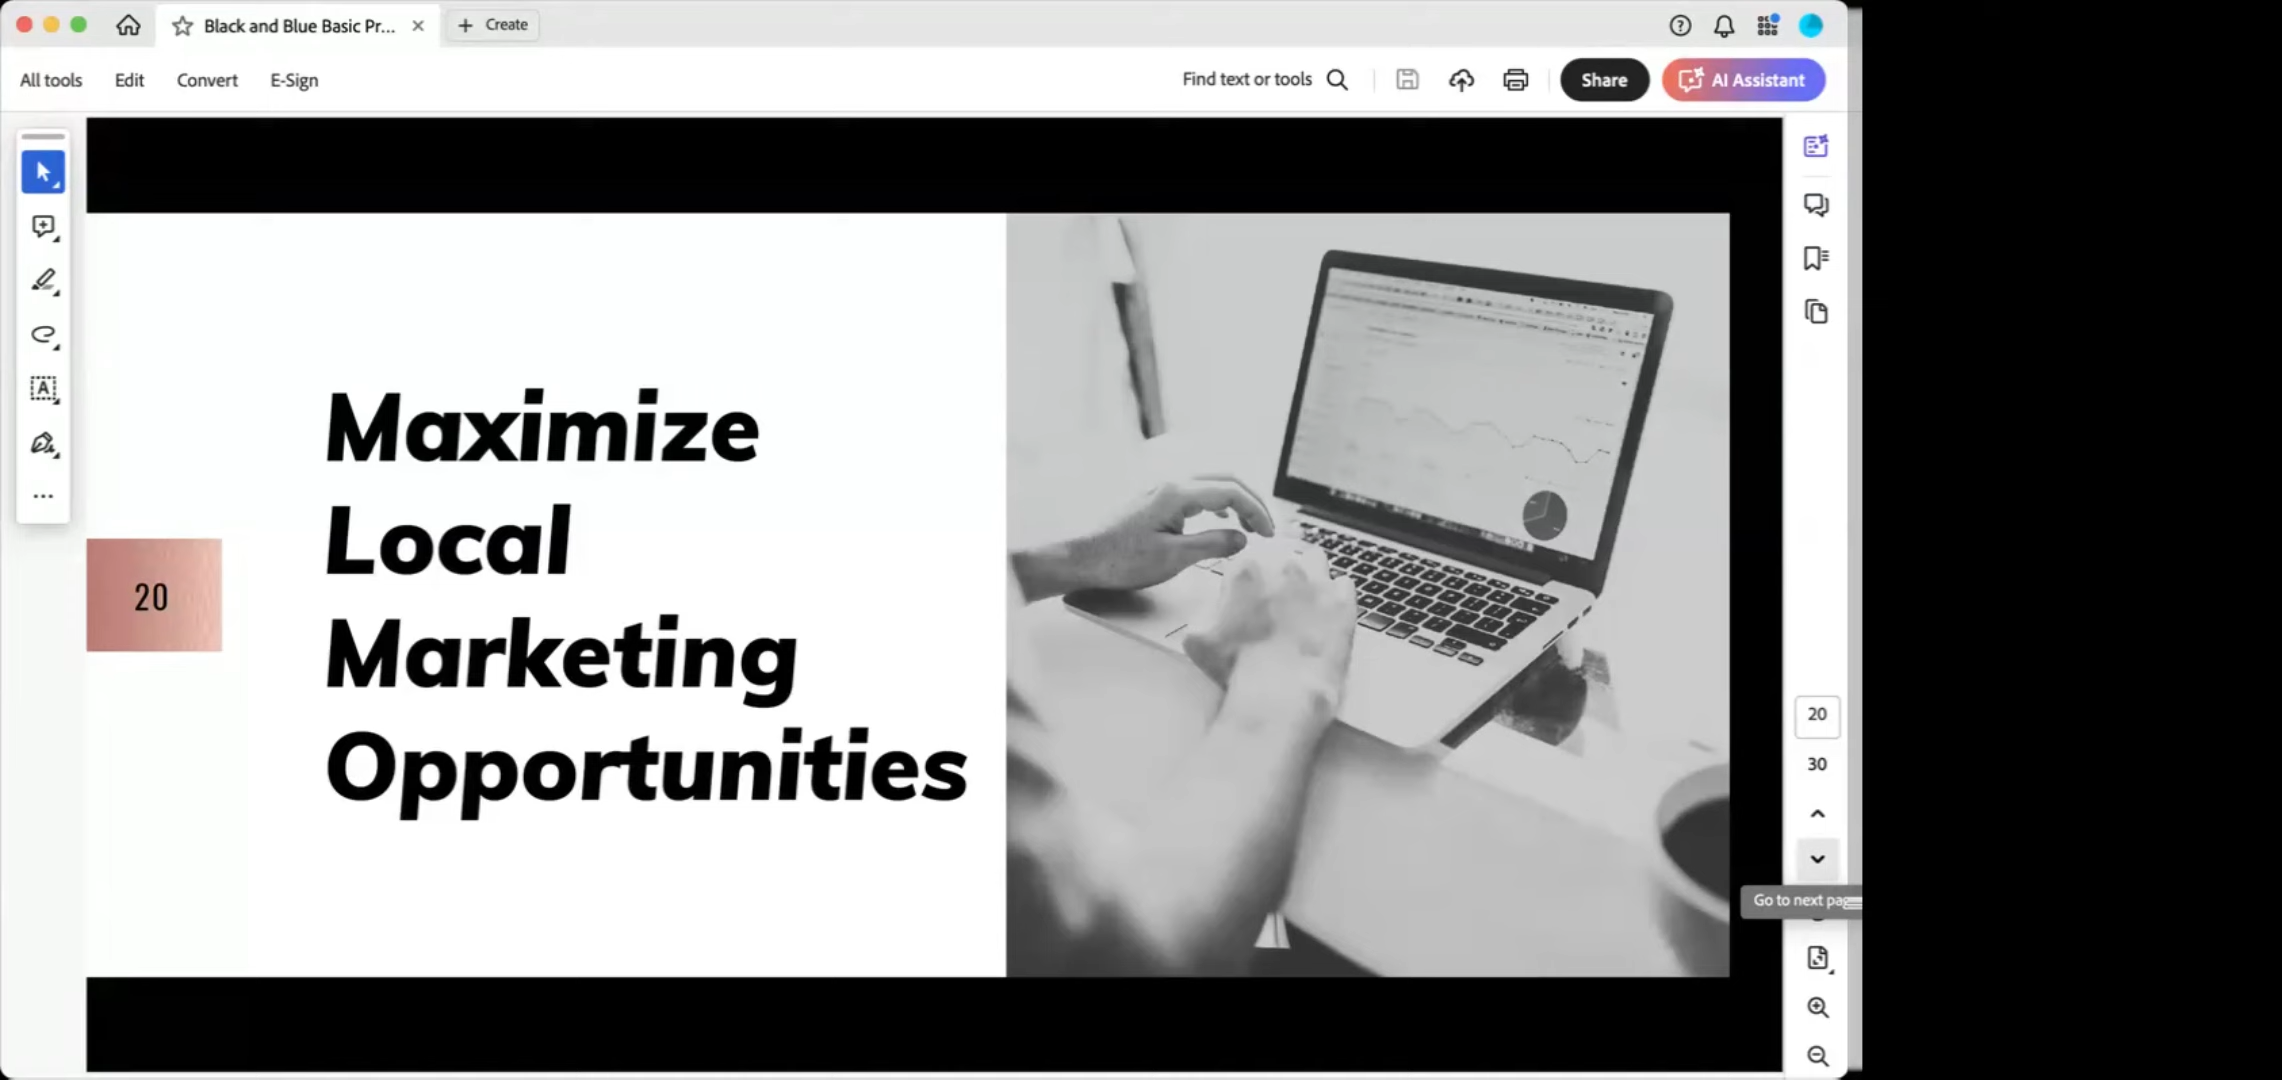 Black and Blue Basic Pr...
Create
All tools
Edit
Convert
E-Sign
Find text or tools
Share
AI Assistant
Maximize
Local
Marketing
Opportunities
20
20
30
Go to next